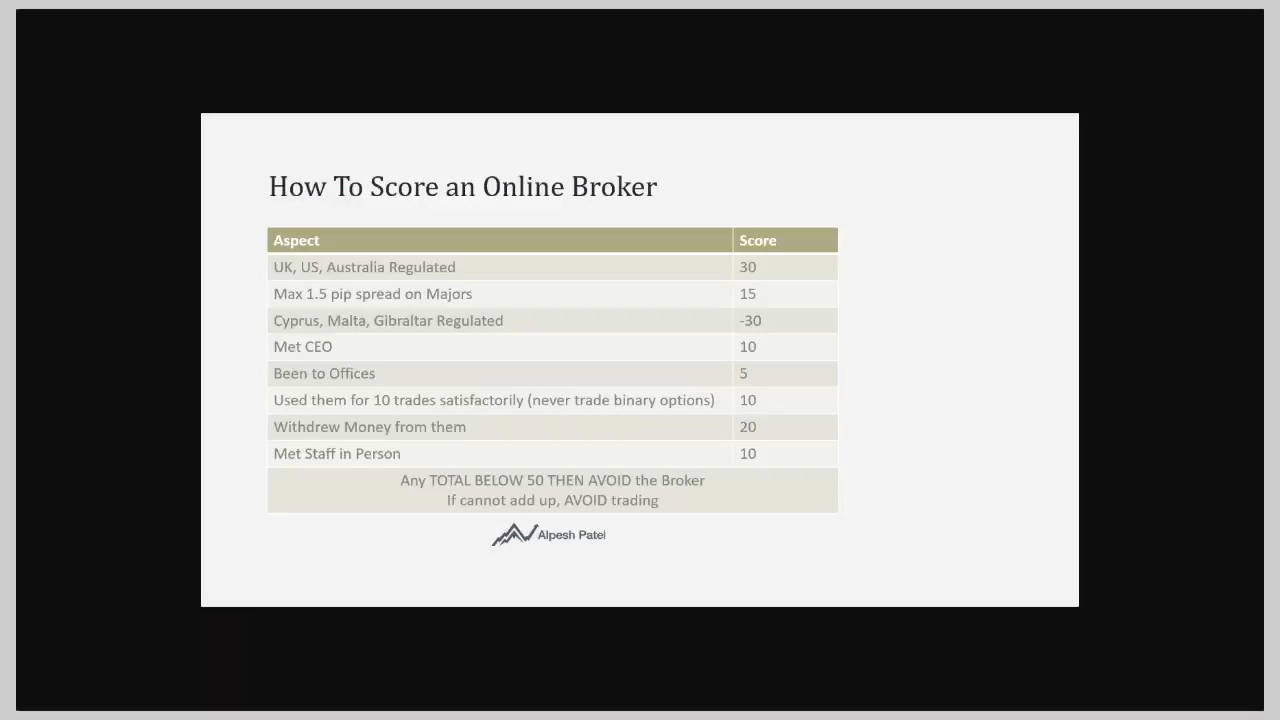 How To Score an Online Broker
Aspect Score
UK, US, Australia Regulated 30
Max 1.5 pip spread on Majors 15
Cyprus, Malta, Gibraltar Regulated -30
Met CEO 10
Been to Offices 5
Used them for 10 trades satisfactorily (never trade binary options) 10
Withdrew Money from them 20
Met Staff in Person 10
Any TOTAL BELOW 50 THEN AVOID the Broker
If cannot add up, AVOID trading
Alpesh Patel